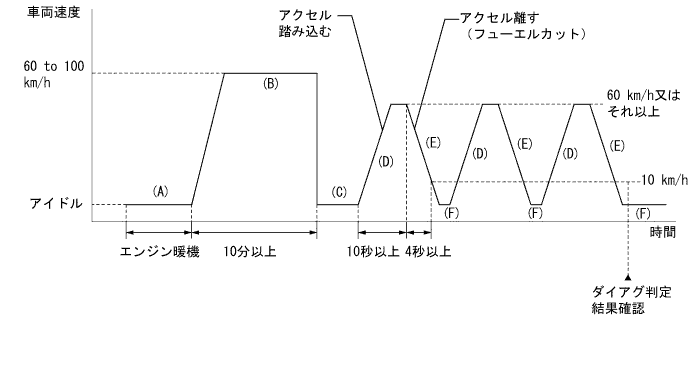 車両速度
アクセル
踏み込む
アクセル離す
（フューエルカット）
60 to 100
km/h
(B)
60 km/h又は
それ以上
(E)
(E)
(E)
(D)
(D)
(D)
10 km/h
(A)
(C)
アイドル
(F)
(F)
(F)
時間
エンジン暖機
10分以上
10秒以上
4秒以上
ダイアグ判定
結果確認